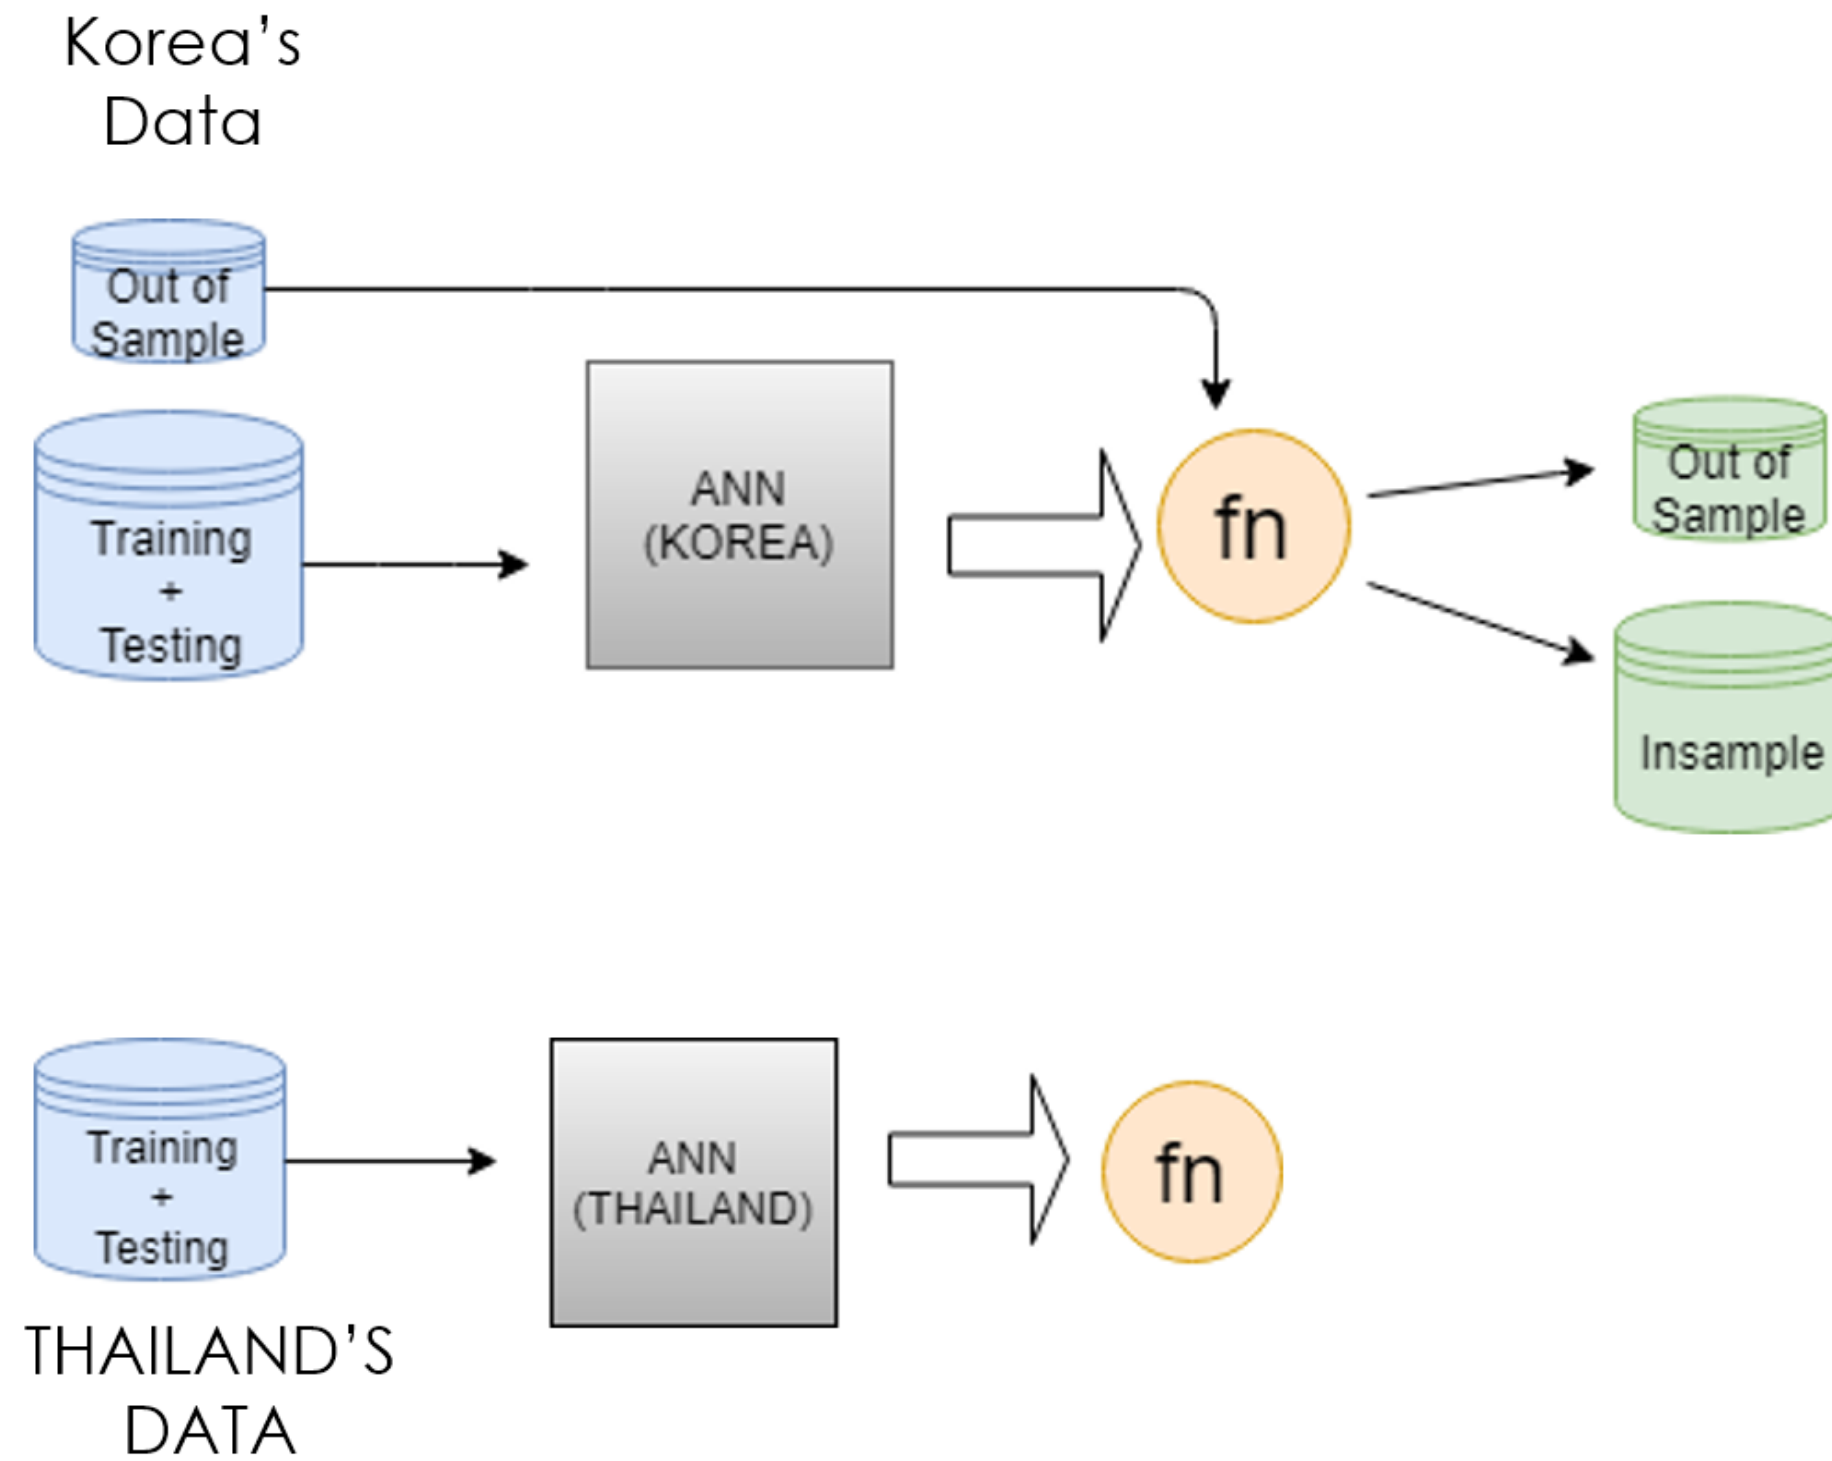 Korea’s
Data
Out of
Sample
Training
+
Testing
ANN
(KOREA)
fn
Out of
Sample
Insample
Training
+
Testing
ANN
(THAILAND)
fn
THAILAND’S
DATA